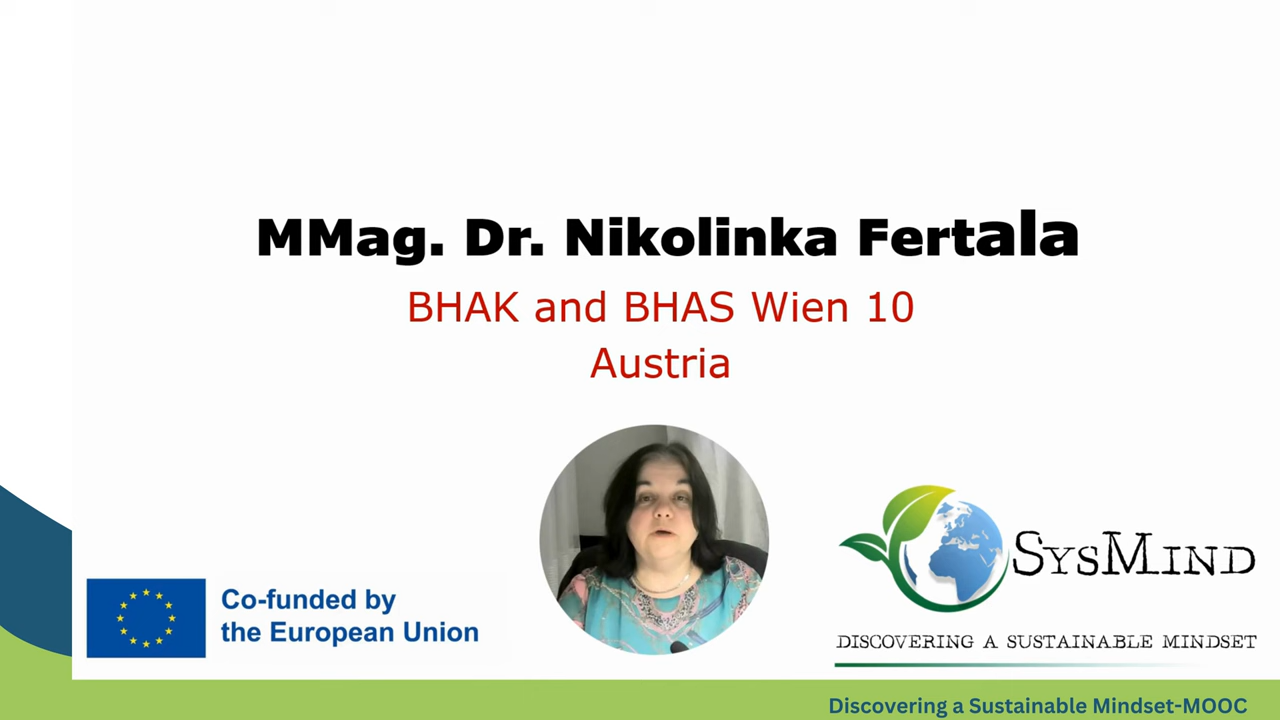 MMag. Dr. Nikolinka Fertala
BHAK and BHAS Wien 10
Austria
Co-funded by
the European Union
SYSMIND
DISCOVERING A SUSTAINABLE MINDSET
Discovering a Sustainable Mindset-MOOC